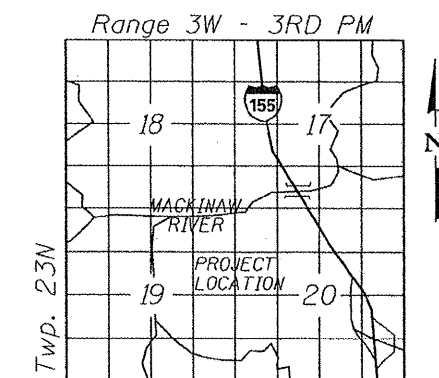 Range 3W - 3RD PM
155
18
17
N
MACKINAW
RIVER
Twp. 23N
PROJECT
LOCATION
19
20